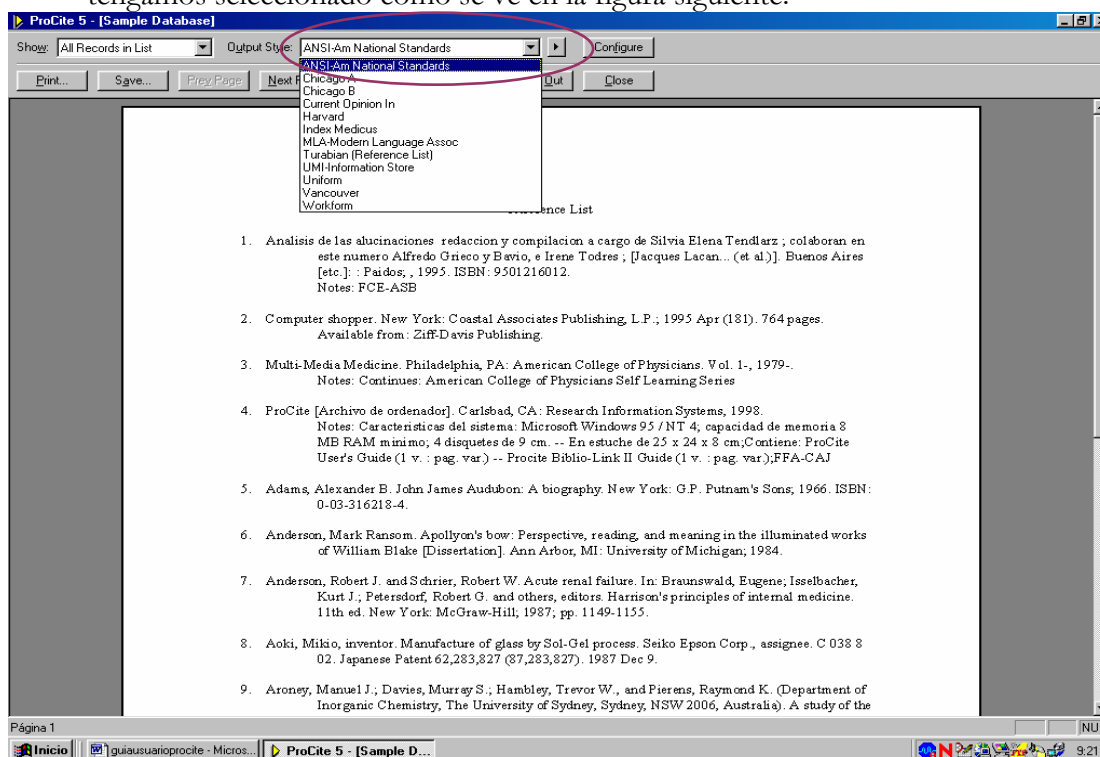 tengamos seleccionado como se ve en la figura siguiente.
ProCite 5 - [Sample Database]
Show: All Records in List Output Style: ANSI-Am National Standards Configure
ANSI-Am National Standards
Print... Save... Prev Page Next P Out Close
Chicago A
Chicago B
Current Opinion In
Harvard
Index Medicus
MLA-Modern Language Assoc
Turabian (Reference List)
UMI-Information Store
Uniform
Vancouver
Workform
ence List
1. Analisis de las alucinaciones redaccion y compilacion a cargo de Silvia Elena Tendlarz ; colaboran en
este numero Alfredo Grieco y Bavio, e Irene Todres ; [Jacques Lacan... (et al.)]. Buenos Aires
[etc.]: : Paidos; , 1995. ISBN: 9501216012.
Notes: FCE-ASB
2. Computer shopper. New York: Coastal Associates Publishing, L.P.; 1995 Apr (181). 764 pages.
Available from: Ziff-Davis Publishing.
3. Multi-Media Medicine. Philadelphia, PA: American College of Physicians. Vol. 1-, 1979-.
Notes: Continues: American College of Physicians Self Learning Series
4. ProCite [Archivo de ordenador]. Carlsbad, CA: Research Information Systems, 1998.
Notes: Caracteristicas del sistema: Microsoft Windows 95 / NT 4; capacidad de memoria 8
MB RAM minimo; 4 disquetes de 9 cm. -- En estuche de 25 x 24 x 8 cm;Contiene: ProCite
User's Guide (1 v. : pag. var.) -- Procite Biblio-Link II Guide (1 v. : pag. var.);FFA-CAJ
5. Adams, Alexander B. John James Audubon: A biography. New York: G.P. Putnam's Sons; 1966. ISBN:
0-03-316218-4.
6. Anderson, Mark Ransom. Apollyon's bow: Perspective, reading, and meaning in the illuminated works
of William Blake [Dissertation]. Ann Arbor, MI: University of Michigan; 1984.
7. Anderson, Robert J. and Schrier, Robert W. Acute renal failure. In: Braunswald, Eugene; Isselbacher,
Kurt J.; Petersdorf, Robert G. and others, editors. Harrison's principles of internal medicine.
11th ed. New York: McGraw-Hill; 1987; pp. 1149-1155.
8. Aoki, Mikio, inventor. Manufacture of glass by Sol-Gel process. Seiko Epson Corp., assignee. C 038 8
02. Japanese Patent 62,283,827 (87,283,827). 1987 Dec 9.
9. Aroney, Manuel J.; Davies, Murray S.; Hambley, Trevor W., and Pierens, Raymond K. (Department of
Inorganic Chemistry, The University of Sydney, Sydney, NSW 2006, Australia). A study of the
Página 1 NU
Inicio guiausuarioprocite - Micros... ProCite 5 - [Sample D... 9:21